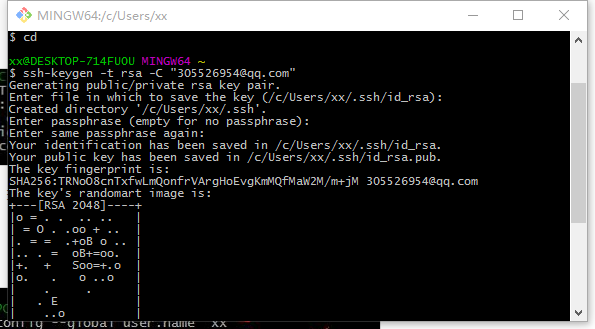 MINGW64:/c/Users/xx
$ cd
xx@DESKTOP-714FUOU MINGW64 ~
$ ssh-keygen -t rsa -C "305526954@qq.com"
Generating public/private rsa key pair.
Enter file in which to save the key (/c/Users/xx/.ssh/id_rsa):
Created directory '/c/Users/xx/.ssh'.
Enter passphrase (empty for no passphrase):
Enter same passphrase again:
Your identification has been saved in /c/Users/xx/.ssh/id_rsa.
Your public key has been saved in /c/Users/xx/.ssh/id_rsa.pub.
The key fingerprint is:
SHA256:TRNoO8cnTxfwLmQonfrVArgHoEvgKmMQfMaW2M/m+jM 305526954@qq.com
The key's randomart image is:
+---[RSA 2048]----+
|o = . .  .. ..   |
| = O . .oo + ..  |
|. = =  .+oB o .. |
|.. . =  oB+=oo.  |
|+.  +   Soo=+.o  |
|o.   .   o ..o   |
|    .     .      |
|   . E           |
|    ..o          |
config --global user.name "xx